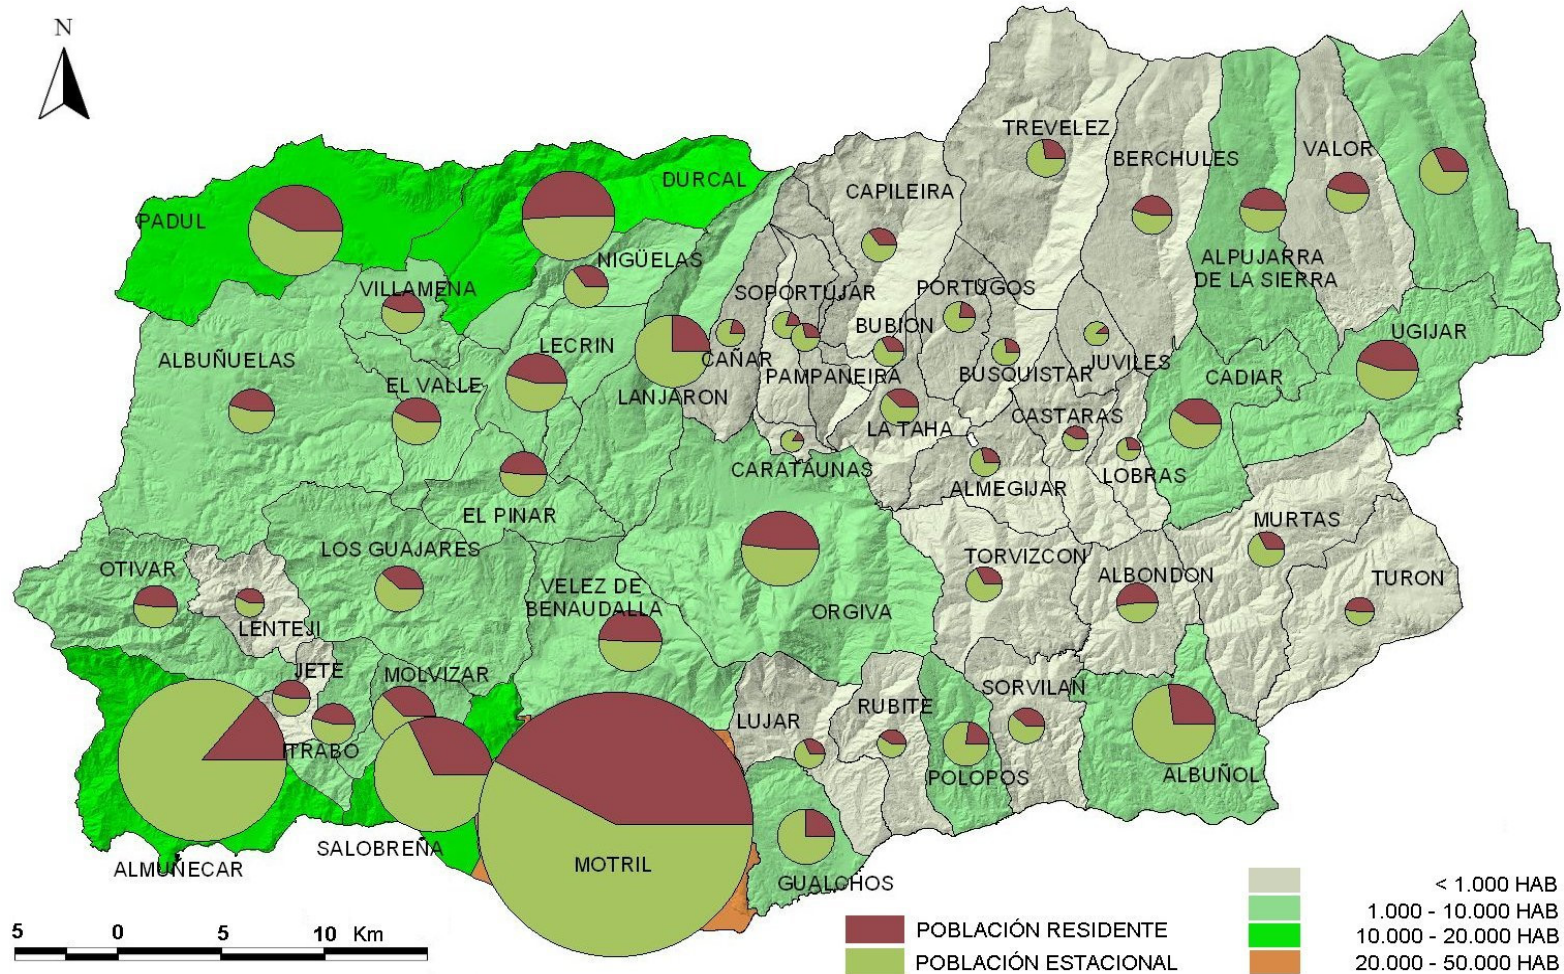 N
TREVELEZ
BERCHULES
VALOR
CAPILEIRA
DURCAL
PADUL
NIGÜELAS
ALPUJARRA
DE LA SIERRA
VILLAMENA
SOPORTUJAR
PORTUGOS
BUBION
UGIJAR
LECRIN
CAÑAR
ALBUÑUELAS
EL VALLE
PAMPANEIRA
BUSQUISTAR
JUVILES
CADIAR
LANJARON
LA TAHA
CASTARAS
CARATAUNAS
LOBRAS
ALMEGIJAR
EL PINAR
MURTAS
LOS GUAJARES
TORVIZCON
OTIVAR
VELEZ DE
BENAUDALLA
ALBONDON
TURON
ORGIVA
LENTEJI
JETE
MOLVIZAR
SORVILAN
RUBITE
LUJAR
ITRABO
POLOPOS
ALBUÑOL
SALOBREÑA
MOTRIL
ALMUÑECAR
GUALCHOS
5 0 5 10 Km
POBLACIÓN RESIDENTE
POBLACIÓN ESTACIONAL
< 1.000 HAB
1.000 - 10.000 HAB
10.000 - 20.000 HAB
20.000 - 50.000 HAB